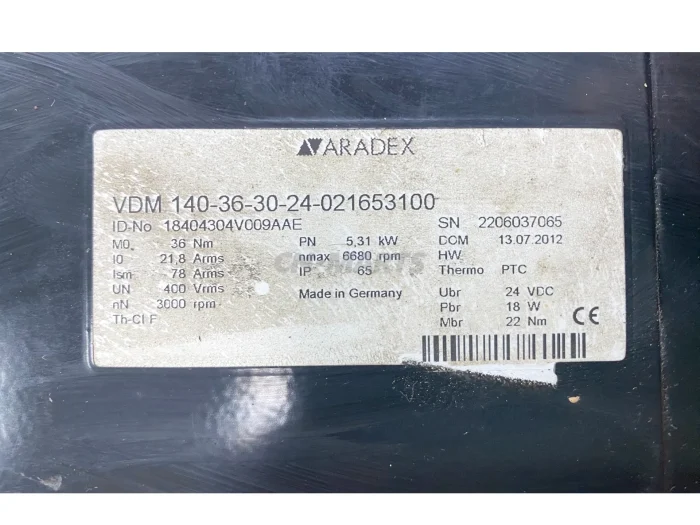 ARADEX
VDM 140-36-30-24-021653100
ID-No 18404304V009AAE
M0 36 Nm
I0 21,8 Arms
Ism 78 Arms
UN 400 Vrms
nN 3000 rpm
Th-Cl F
PN 5,31 kW
nmax 6680 rpm
IP 65
Made in Germany
SN 2206037065
DCM 13.07.2012
HW
Thermo PTC
Ubr 24 VDC
Pbr 18 W
Mbr 22 Nm
CE